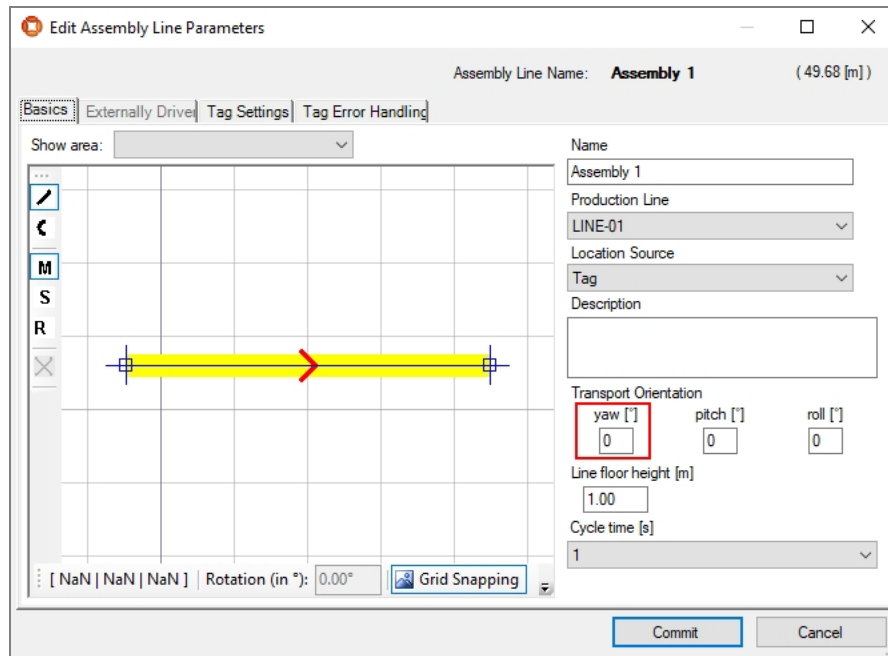 Edit Assembly Line Parameters
Assembly Line Name: Assembly 1 ( 49.68 [m] )
Basics Externally Driver Tag Settings Tag Error Handling
Show area:
Name
Assembly 1
Production Line
LINE-01
Location Source
Tag
Description
M
S
R
Transport Orientation
yaw [°] pitch [°] roll [°]
0 0 0
Line floor height [m]
1.00
Cycle time [s]
1
[ NaN | NaN | NaN ] Rotation (in °): 0.00° Grid Snapping
Commit Cancel